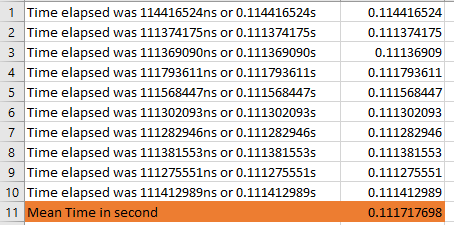 1 Time elapsed was 114416524ns or 0.114416524s 0.114416524
2 Time elapsed was 111374175ns or 0.111374175s 0.111374175
3 Time elapsed was 111369090ns or 0.111369090s 0.11136909
4 Time elapsed was 111793611ns or 0.111793611s 0.111793611
5 Time elapsed was 111568447ns or 0.111568447s 0.111568447
6 Time elapsed was 111302093ns or 0.111302093s 0.111302093
7 Time elapsed was 111282946ns or 0.111282946s 0.111282946
8 Time elapsed was 111381553ns or 0.111381553s 0.111381553
9 Time elapsed was 111275551ns or 0.111275551s 0.111275551
10 Time elapsed was 111412989ns or 0.111412989s 0.111412989
11 Mean Time in second 0.111717698